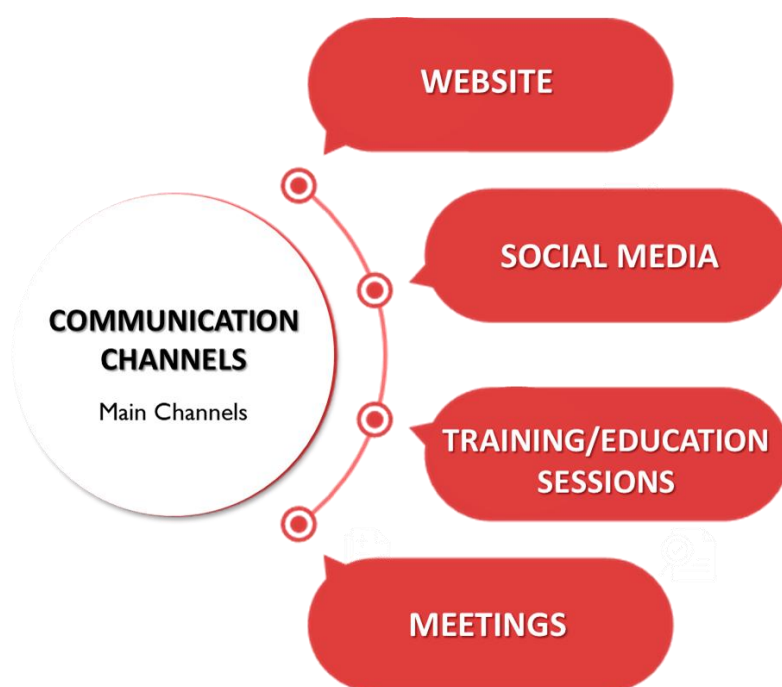 WEBSITE
SOCIAL MEDIA
COMMUNICATION
CHANNELS
Main Channels
TRAINING/EDUCATION
SESSIONS
MEETINGS